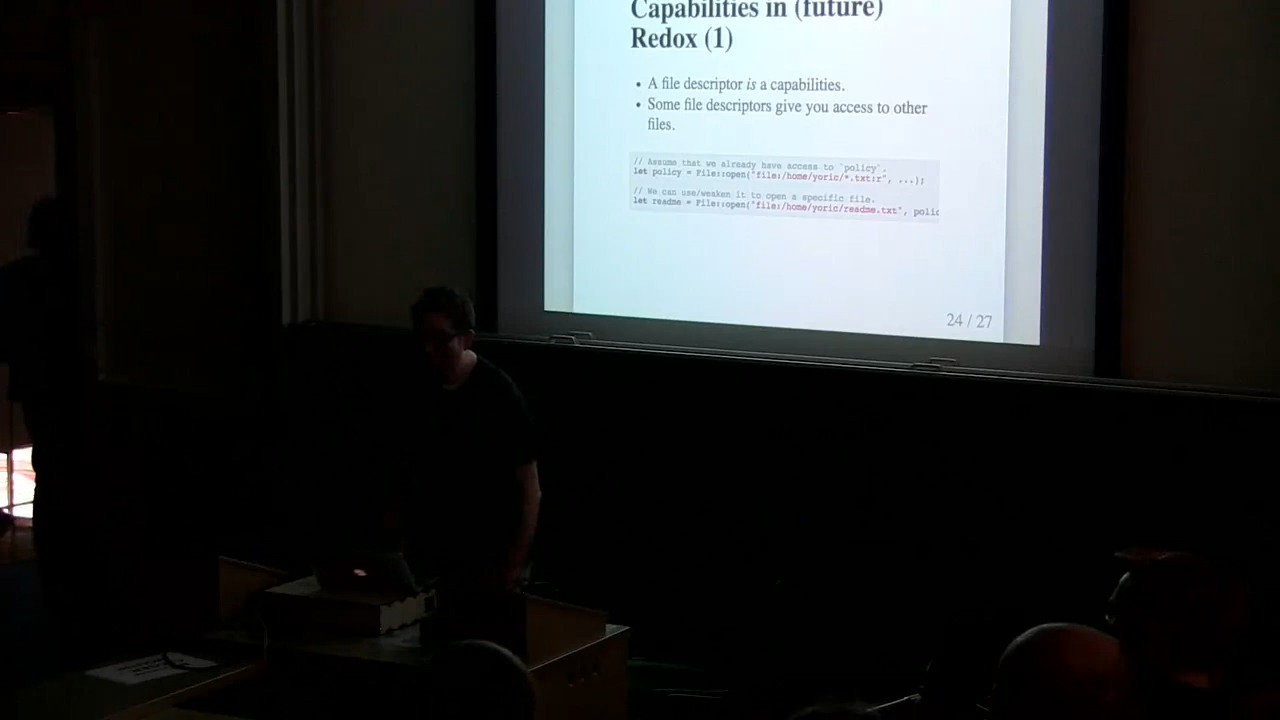 Capabilities in (future)
Redox (1)
• A file descriptor is a capabilities.
• Some file descriptors give you access to other
files.
// Assume that we already have access to `policy`.
let policy = File::open("file:/home/yoric/*.txt:r", ...);
// We can use/weaken it to open a specific file.
let readme = File::open("file:/home/yoric/readme.txt", polic
24 / 27